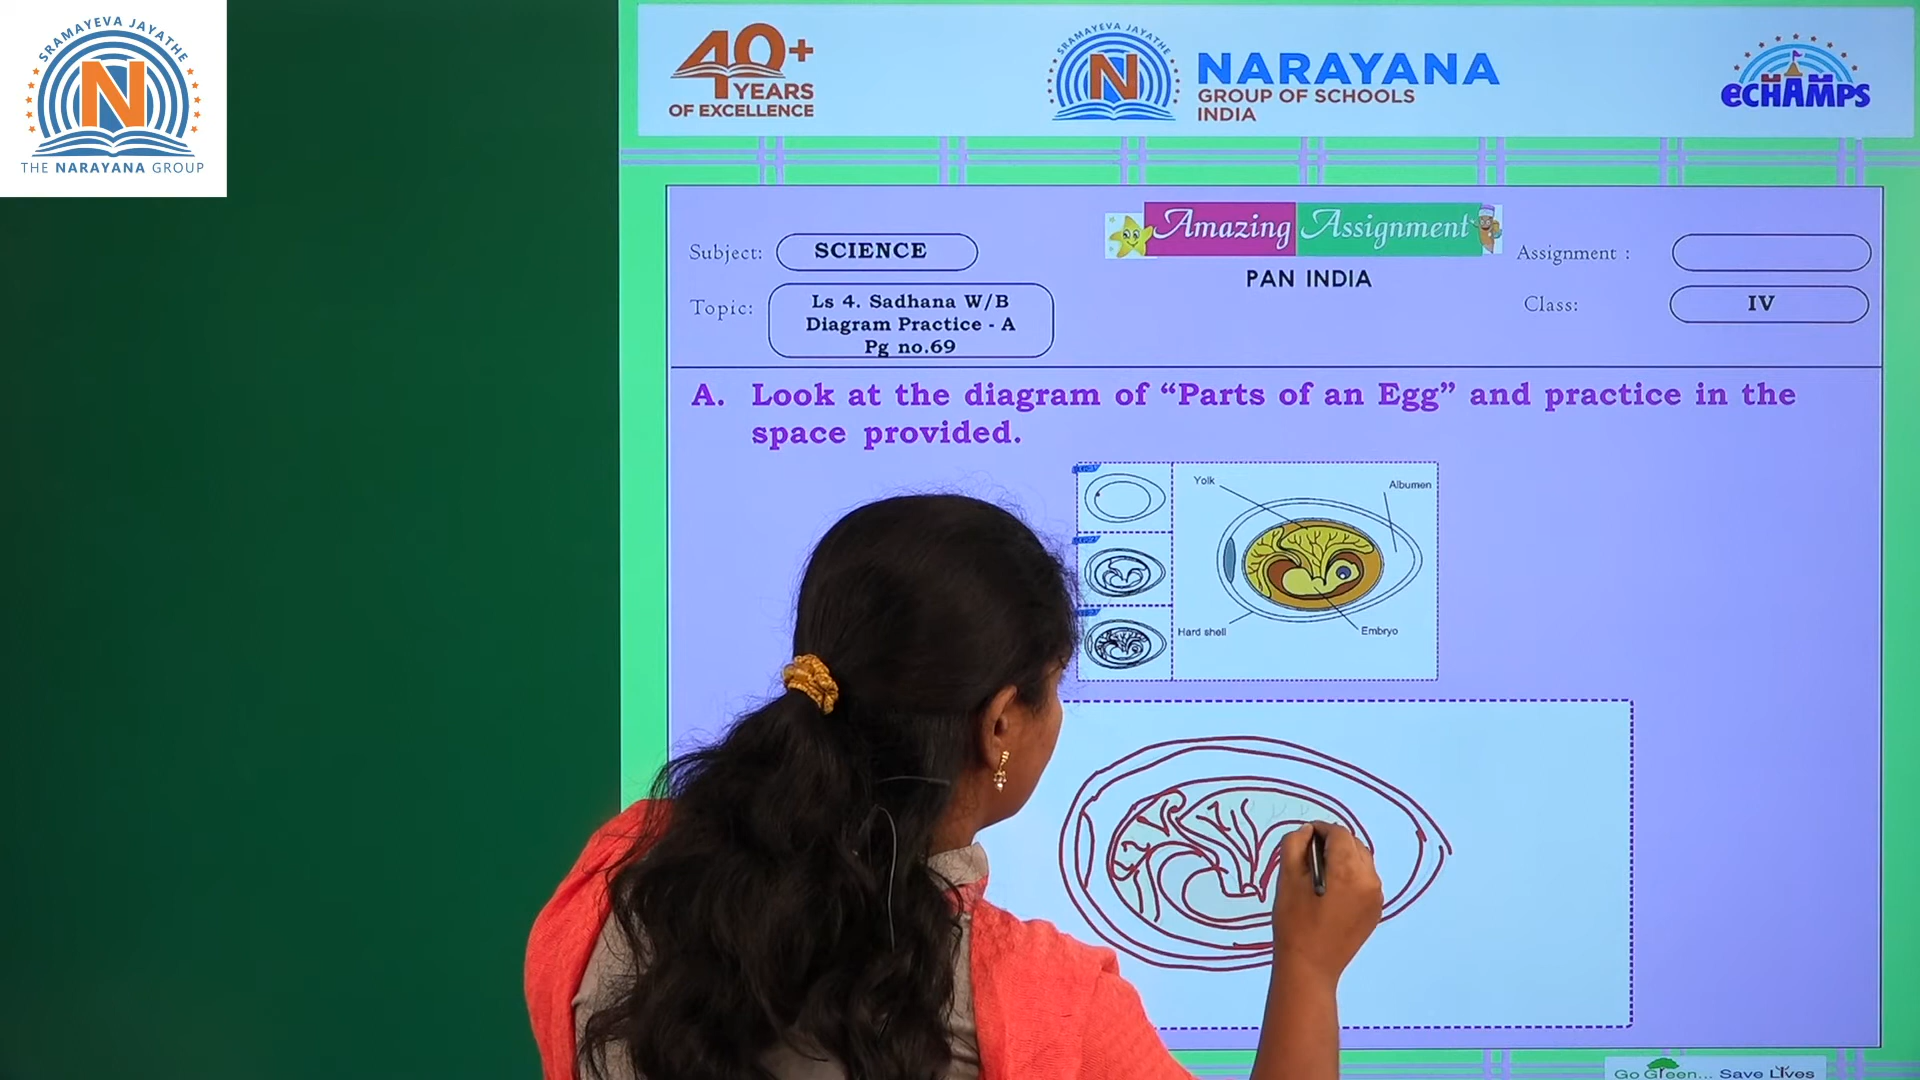 SRAMAYEVA JAYATHE
N
THE NARAYANA GROUP
40+
YEARS
OF EXCELLENCE
SRAMAYEVA JAYATHE
N
NARAYANA
GROUP OF SCHOOLS
INDIA
eCHAMPS
Amazing Assignment
PAN INDIA
Subject: SCIENCE
Topic: Ls 4. Sadhana W/B
Diagram Practice - A
Pg no.69
Assignment :
Class: IV
A. Look at the diagram of “Parts of an Egg” and practice in the
space provided.
Yolk
Albumen
Hard shell
Embryo
Go Green... Save Lives